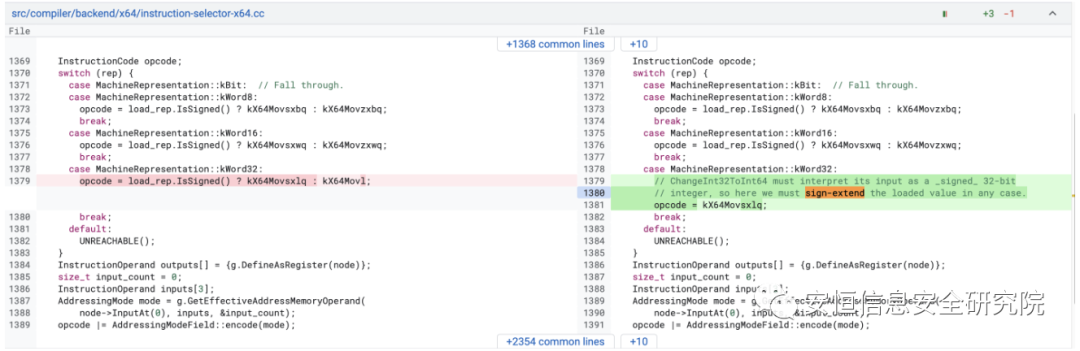 src/compiler/backend/x64/instruction-selector-x64.cc +3 -1
File
+1368 common lines +10
1369 InstructionCode opcode;
1370 switch (rep) {
1371 case MachineRepresentation::kBit: // Fall through.
1372 case MachineRepresentation::kWord8:
1373 opcode = load_rep.IsSigned() ? kX64Movsxbq : kX64Movzxbq;
1374 break;
1375 case MachineRepresentation::kWord16:
1376 opcode = load_rep.IsSigned() ? kX64Movsxwq : kX64Movzxwq;
1377 break;
1378 case MachineRepresentation::kWord32:
1379 opcode = load_rep.IsSigned() ? kX64Movsxlq : kX64Movl;
1380 break;
1381 default:
1382 UNREACHABLE();
1383 }
1384 InstructionOperand outputs[] = {g.DefineAsRegister(node)};
1385 size_t input_count = 0;
1386 InstructionOperand inputs[3];
1387 AddressingMode mode = g.GetEffectiveAddressMemoryOperand(
1388 node->InputAt(0), inputs, &input_count);
1389 opcode |= AddressingModeField::encode(mode);
+2354 common lines +10
File
1369 InstructionCode opcode;
1370 switch (rep) {
1371 case MachineRepresentation::kBit: // Fall through.
1372 case MachineRepresentation::kWord8:
1373 opcode = load_rep.IsSigned() ? kX64Movsxbq : kX64Movzxbq;
1374 break;
1375 case MachineRepresentation::kWord16:
1376 opcode = load_rep.IsSigned() ? kX64Movsxwq : kX64Movzxwq;
1377 break;
1378 case MachineRepresentation::kWord32:
1379 // ChangeInt32ToInt64 must interpret its input as a _signed_ 32-bit
1380 // integer, so here we must sign-extend the loaded value in any case.
1381 opcode = kX64Movsxlq;
1382 break;
1383 default:
1384 UNREACHABLE();
1385 }
1386 InstructionOperand outputs[] = {g.DefineAsRegister(node)};
1387 size_t input_count = 0;
1388 InstructionOperand
1389 AddressingMode mode =
1390 node->InputAt(0), inputs, &input_count);
1391 opcode |= AddressingModeField::encode(mode);
安恒信息安全研究院